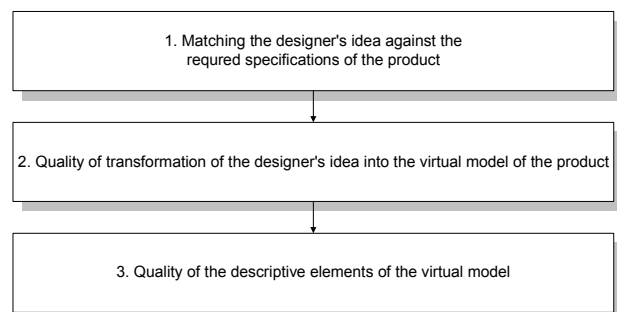 1. Matching the designer's idea against the
requred specifications of the product
2. Quality of transformation of the designer's idea into the virtual model of the product
3. Quality of the descriptive elements of the virtual model